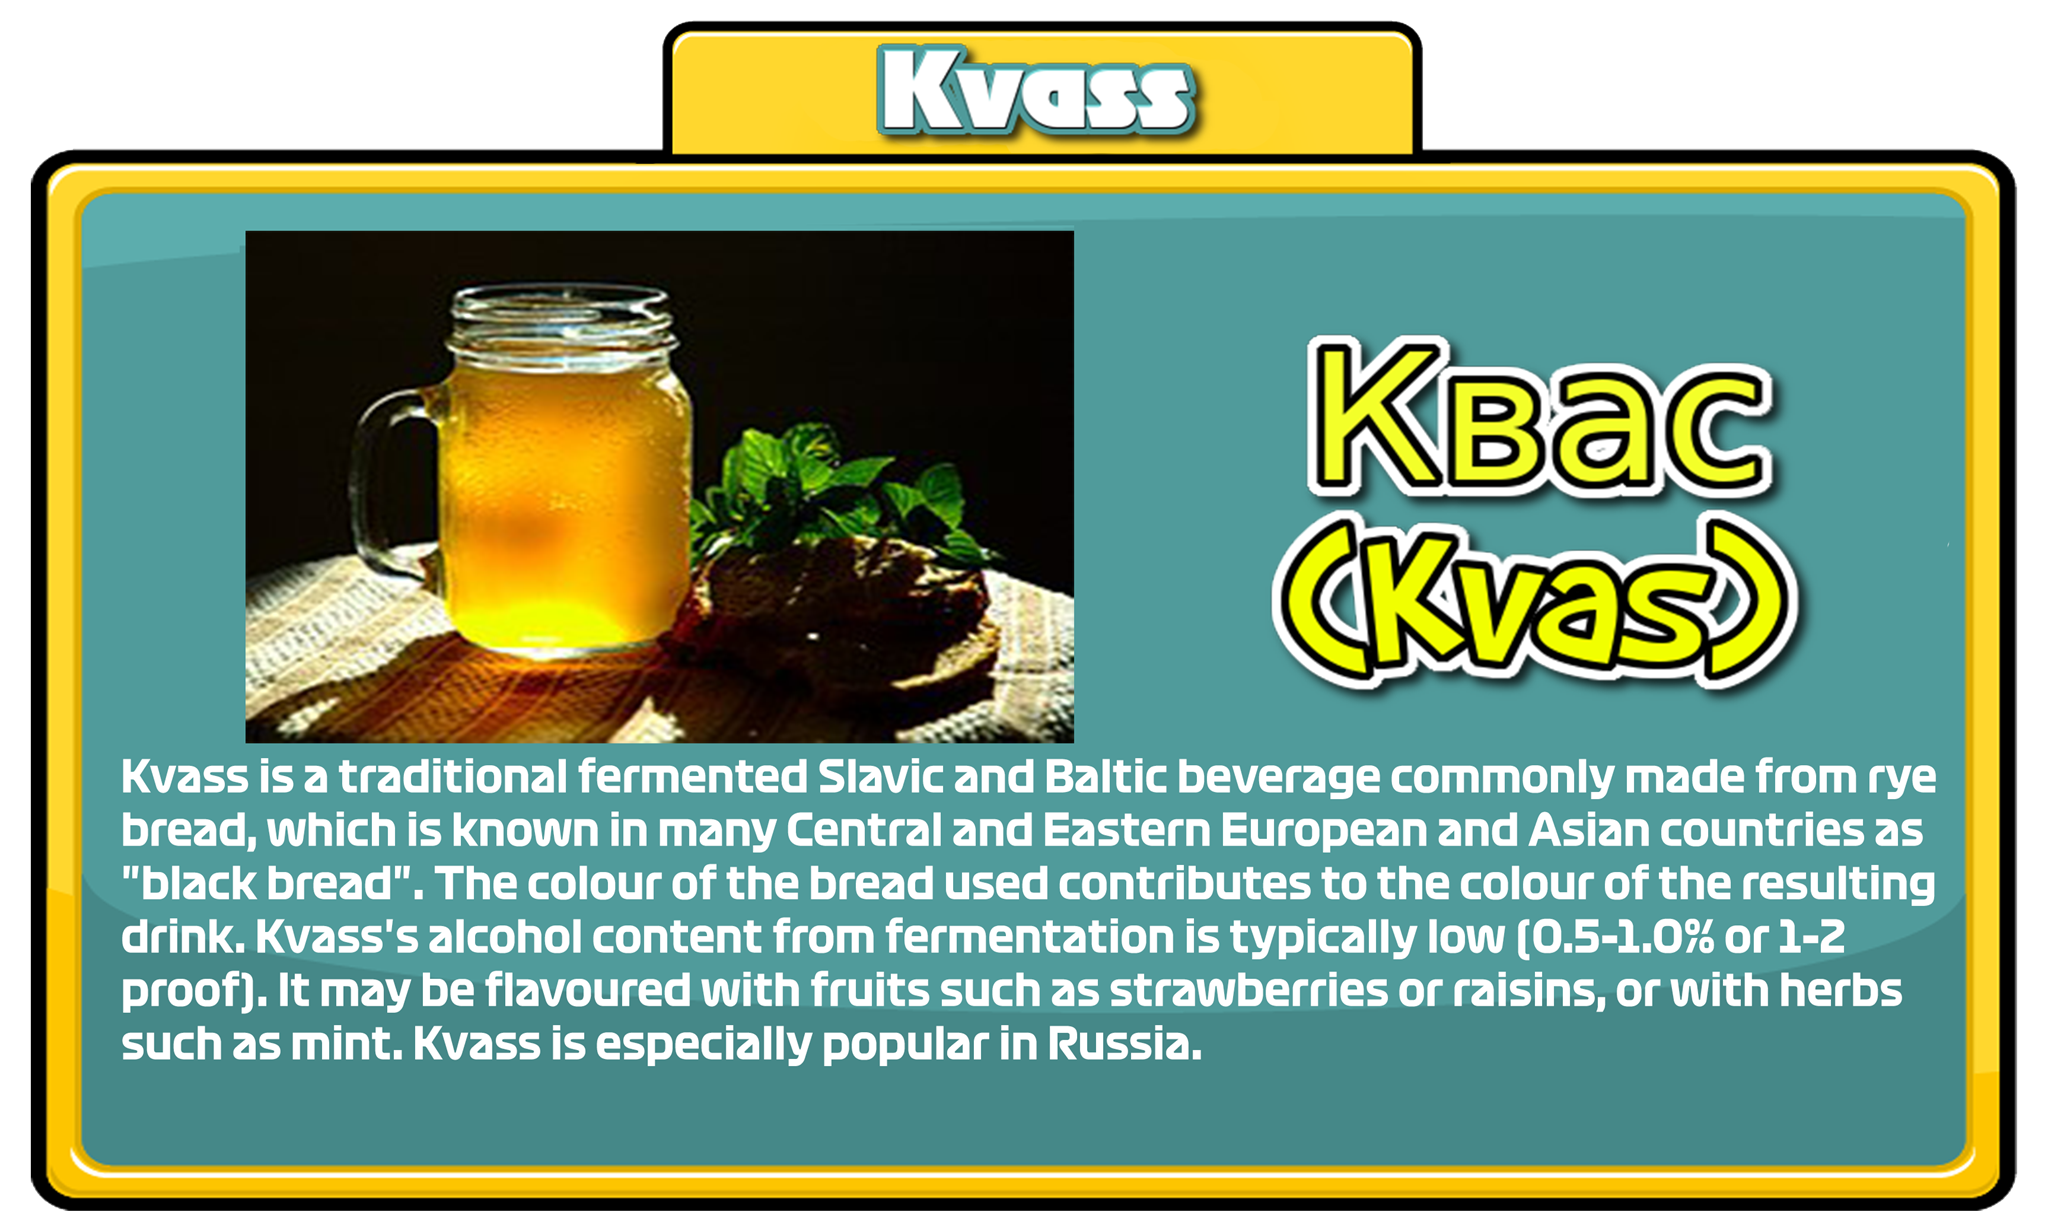 Kvass
Квас
(Kvas)
Kvass is a traditional fermented Slavic and Baltic beverage commonly made from rye
bread, which is known in many Central and Eastern European and Asian countries as
"black bread". The colour of the bread used contributes to the colour of the resulting
drink. Kvass's alcohol content from fermentation is typically low (0.5-1.0% or 1-2
proof). It may be flavoured with fruits such as strawberries or raisins, or with herbs
such as mint. Kvass is especially popular in Russia.